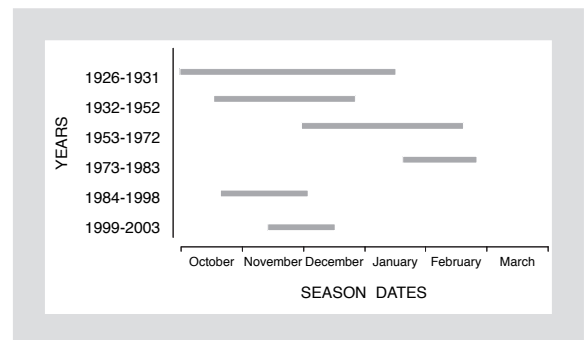 YEARS
1926-1931
1932-1952
1953-1972
1973-1983
1984-1998
1999-2003
October November December January February March
SEASON DATES